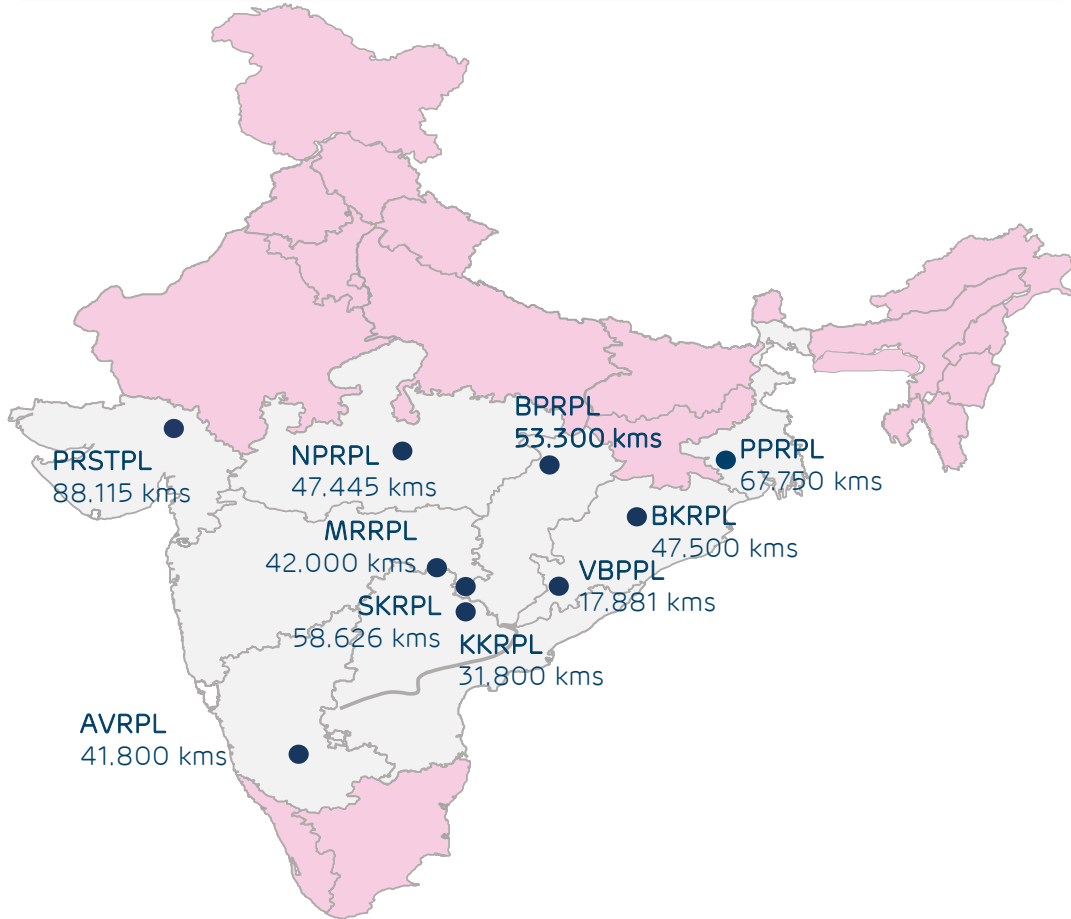 BPRPL
53.300 kms
PRSTPL
88.115 kms
NPRPL
47.445 kms
PPRPL
67.750 kms
MRRPL
42.000 kms
BKRPL
47.500 kms
VBPPL
17.881 kms
SKRPL
58.626 kms
KKRPL
31.800 kms
AVRPL
41.800 kms